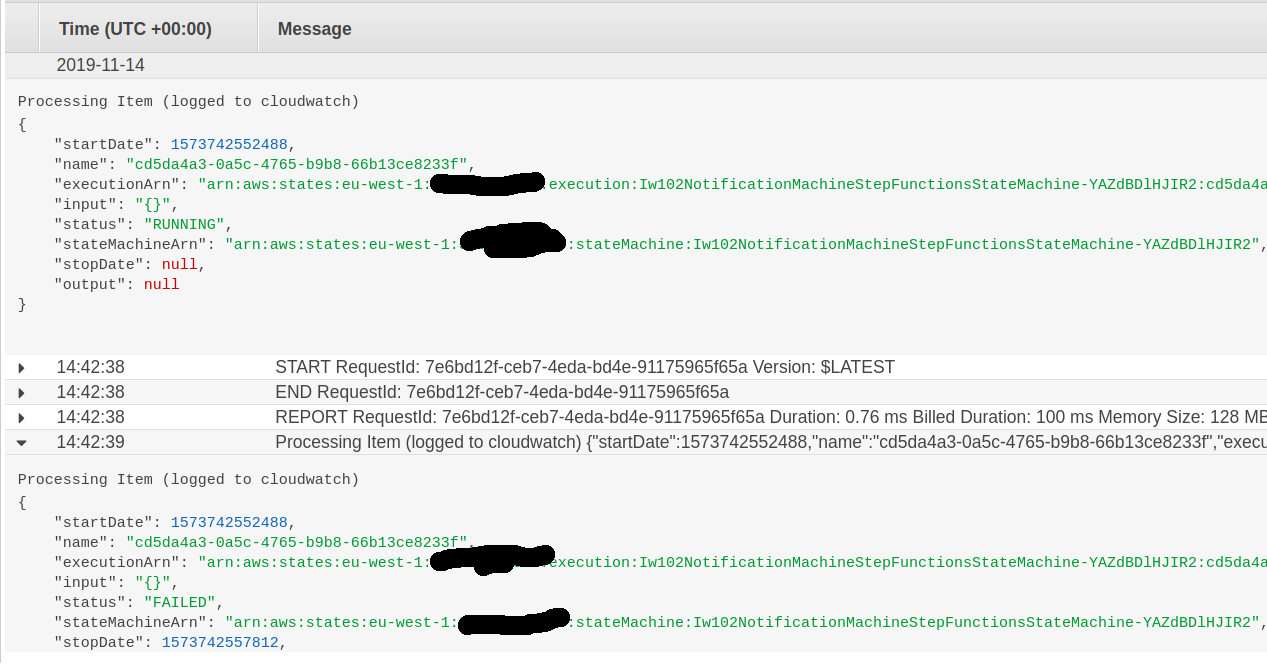 Time (UTC +00:00) Message
2019-11-14
Processing Item (logged to cloudwatch)
{
"startDate": 1573742552488,
"name": "cd5da4a3-0a5c-4765-b9b8-66b13ce8233f",
"executionArn": "arn:aws:states:eu-west-1: :execution:Iw102NotificationMachineStepFunctionsStateMachine-YAZdBDlHJIR2:cd5da4a
"input": "{}",
"status": "RUNNING",
"stateMachineArn": "arn:aws:states:eu-west-1: :stateMachine:Iw102NotificationMachineStepFunctionsStateMachine-YAZdBDlHJIR2",
"stopDate": null,
"output": null
}
14:42:38 START RequestId: 7e6bd12f-ceb7-4eda-bd4e-91175965f65a Version: $LATEST
14:42:38 END RequestId: 7e6bd12f-ceb7-4eda-bd4e-91175965f65a
14:42:38 REPORT RequestId: 7e6bd12f-ceb7-4eda-bd4e-91175965f65a Duration: 0.76 ms Billed Duration: 100 ms Memory Size: 128 MB
14:42:39 Processing Item (logged to cloudwatch) {"startDate":1573742552488,"name":"cd5da4a3-0a5c-4765-b9b8-66b13ce8233f","execu
Processing Item (logged to cloudwatch)
{
"startDate": 1573742552488,
"name": "cd5da4a3-0a5c-4765-b9b8-66b13ce8233f",
"executionArn": "arn:aws:states:eu-west-1: execution:Iw102NotificationMachineStepFunctionsStateMachine-YAZdBDlHJIR2:cd5da4a
"input": "{}",
"status": "FAILED",
"stateMachineArn": "arn:aws:states:eu-west-1: :stateMachine:Iw102NotificationMachineStepFunctionsStateMachine-YAZdBDlHJIR2",
"stopDate": 1573742557812,